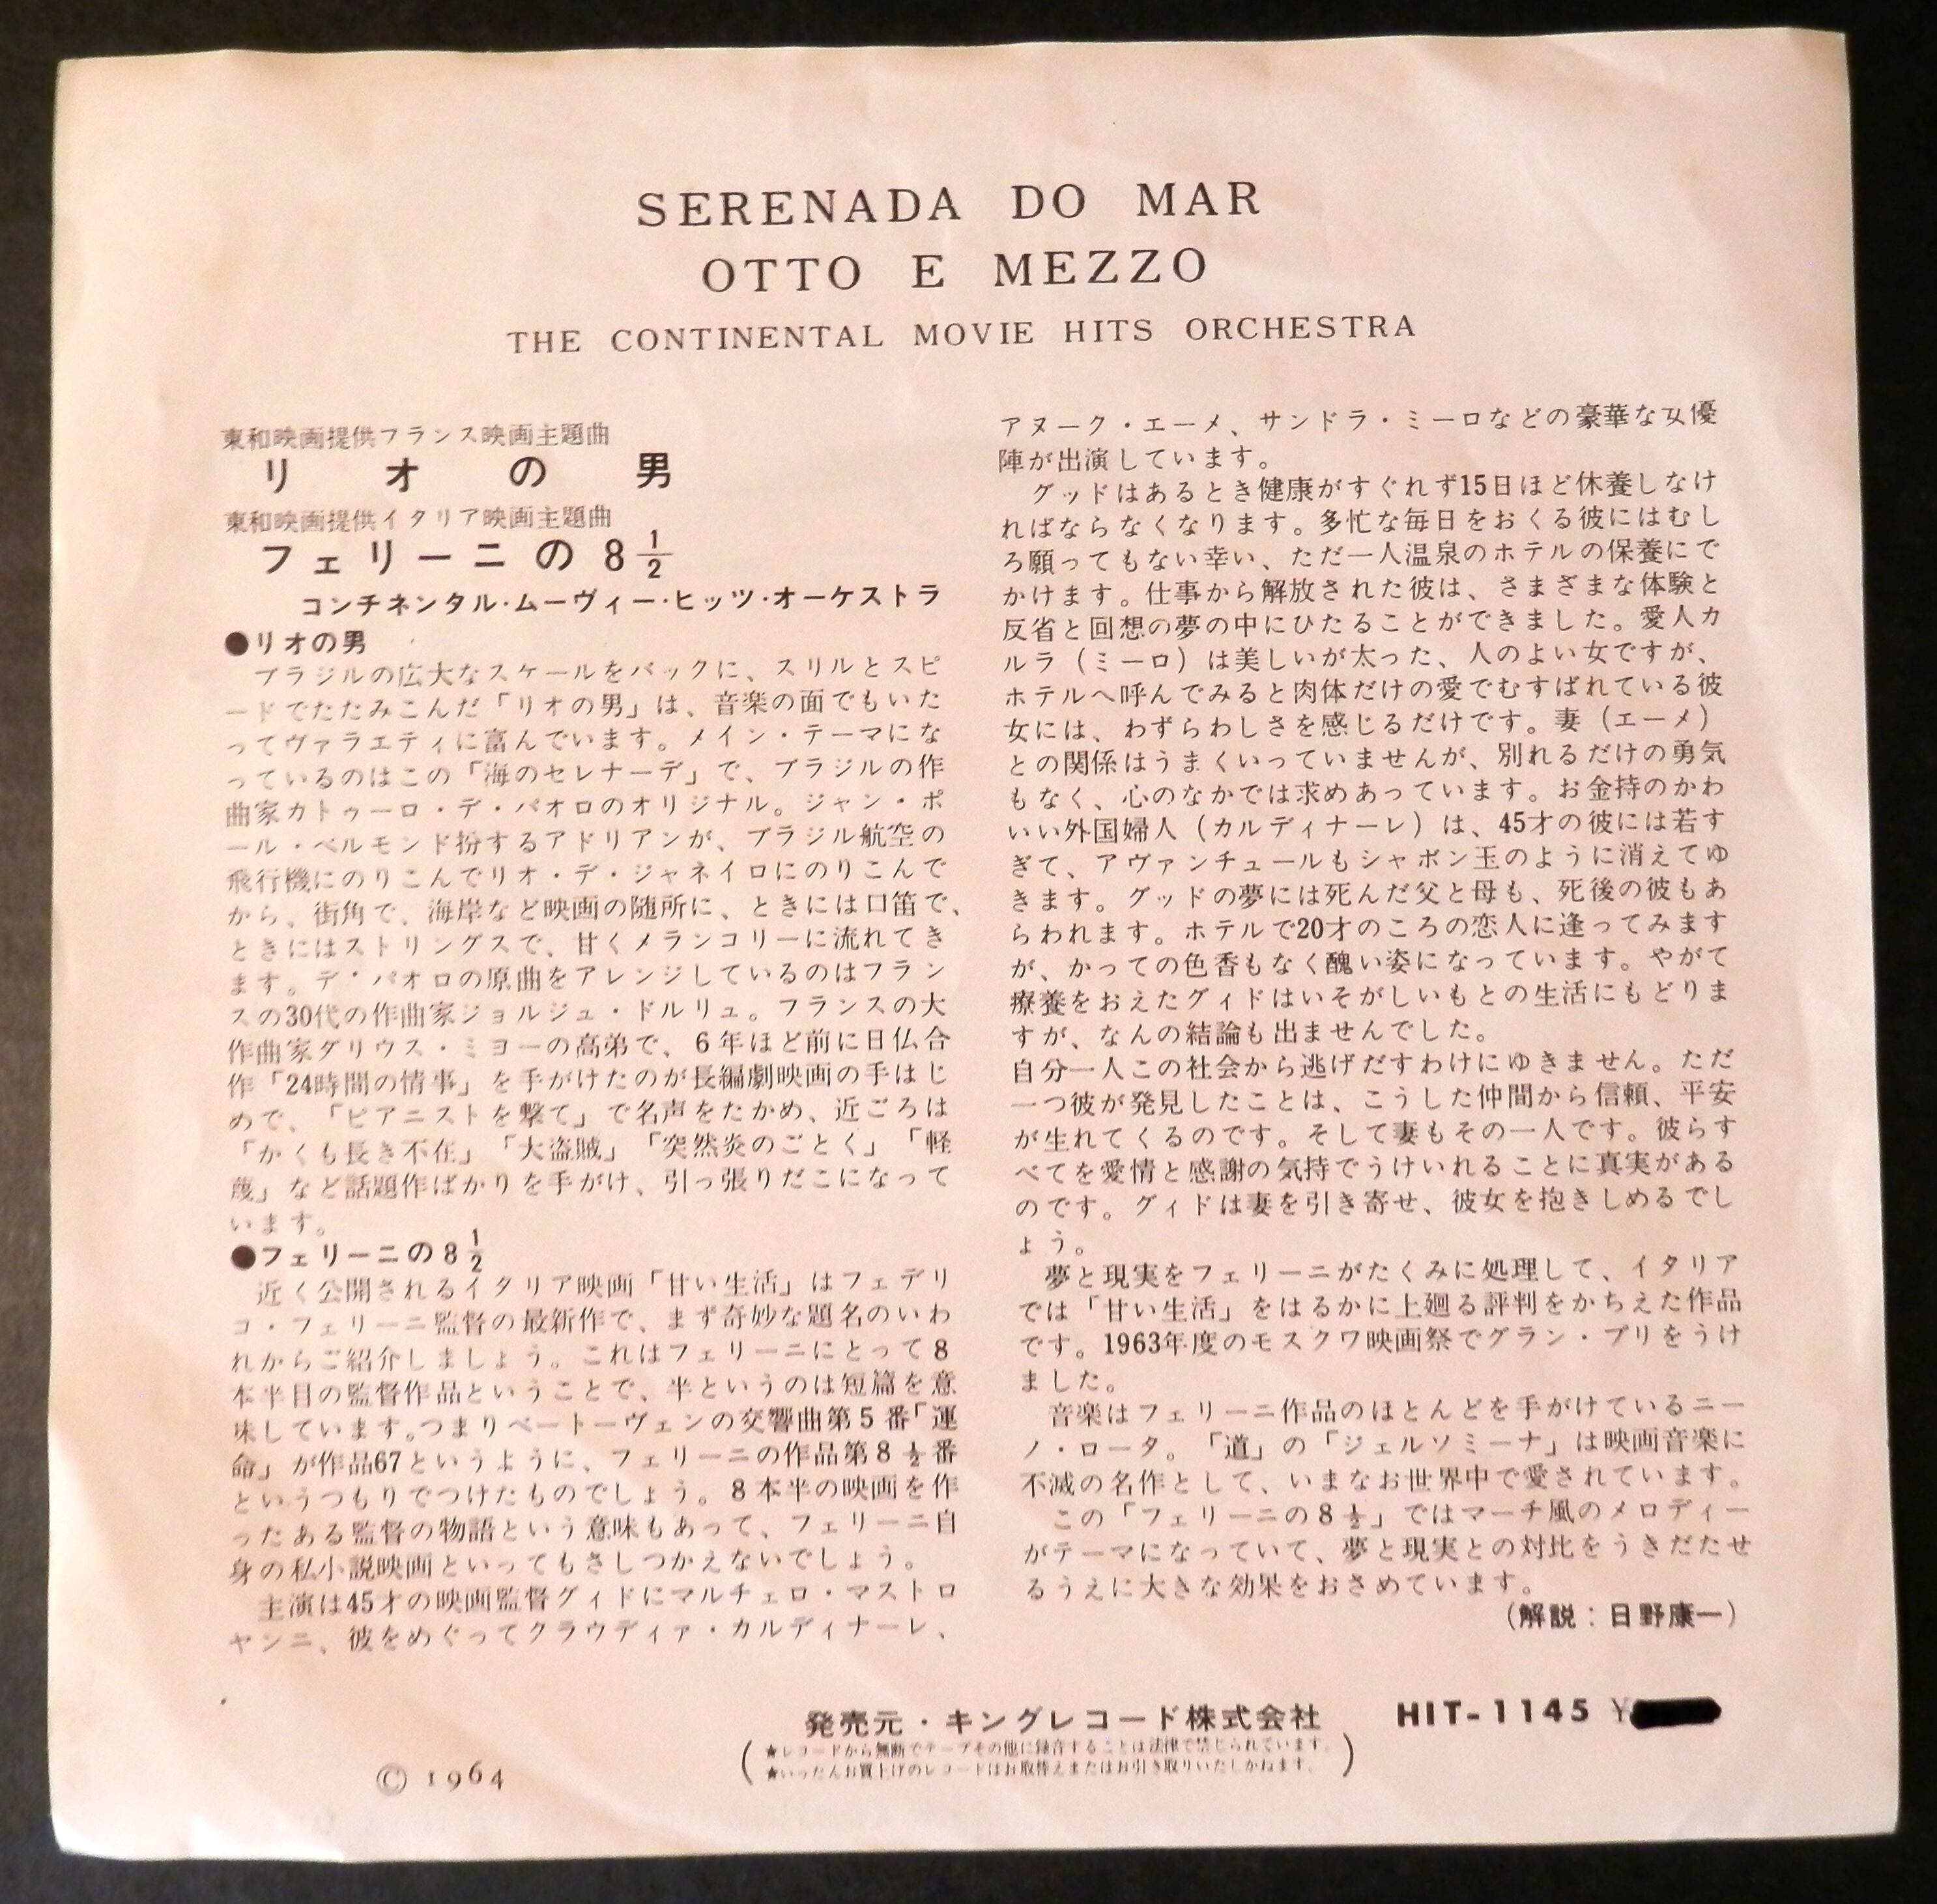 SERENADA DO MAR
OTTO E MEZZO
THE CONTINENTAL MOVIE HITS ORCHESTRA
東和映画提供フランス映画主題曲
リオの男
東和映画提供イタリア映画主題曲
フェリーニの8½
コンチネンタル・ムーヴィー・ヒッツ・オーケストラ
●リオの男
ブラジルの広大なスケールをバックに、スリルとスピ
ードでたたみこんだ「リオの男」は、音楽の面でもいた
ってヴァラエティに富んでいます。メイン・テーマにな
っているのはこの「海のセレナーデ」で、ブラジルの作
曲家カトゥーロ・デ・パオロのオリジナル。ジャン・ポ
ール・ベルモンド扮するアドリアンが、ブラジル航空の
飛行機にのりこんでリオ・デ・ジャネイロにのりこんで
から、街角で、海岸など映画の随所に、ときには口笛で、
ときにはストリングスで、甘くメランコリーに流れてき
ます。デ・パオロの原曲をアレンジしているのはフラン
スの30代の作曲家ジョルジュ・ドルリュ。フランスの大
作曲家ダリウス・ミヨーの高弟で、6年ほど前に日仏合
作「24時間の情事」を手がけたのが長編劇映画の手はじ
めで、「ピアニストを撃て」で名声をたかめ、近ごろは
「かくも長き不在」「大盗賊」「突然炎のごとく」「軽
蔑」など話題作ばかりを手がけ、引っ張りだこになって
います。
●フェリーニの8½
近く公開されるイタリア映画「甘い生活」はフェデリ
コ・フェリーニ監督の最新作で、まず奇妙な題名のいわ
れからご紹介しましょう。これはフェリーニにとって8
本半目の監督作品ということで、半というのは短篇を意
味しています。つまりベートーヴェンの交響曲第5番「運
命」が作品67というように、フェリーニの作品第8½番
というつもりでつけたものでしょう。8本半の映画を作
ったある監督の物語という意味もあって、フェリーニ自
身の私小説映画といってもさしつかえないでしょう。
主演は45才の映画監督グィドにマルチェロ・マストロ
ヤンニ、彼をめぐってクラウディァ・カルディナーレ、
アヌーク・エーメ、サンドラ・ミーロなどの豪華な女優
陣が出演しています。
グッドはあるとき健康がすぐれず15日ほど休養しなけ
ればならなくなります。多忙な毎日をおくる彼にはむし
ろ願ってもない幸い、ただ一人温泉のホテルの保養にで
かけます。仕事から解放された彼は、さまざまな体験と
反省と回想の夢の中にひたることができました。愛人カ
ルラ（ミーロ）は美しいが太った、人のよい女ですが、
ホテルへ呼んでみると肉体だけの愛でむすばれている彼
女には、わずらわしさを感じるだけです。妻（エーメ）
との関係はうまくいっていませんが、別れるだけの勇気
もなく、心のなかでは求めあっています。お金持のかわ
いい外国婦人（カルディナーレ）は、45才の彼には若す
ぎて、アヴァンチュールもシャボン玉のように消えてゆ
きます。グッドの夢には死んだ父と母も、死後の彼もあ
らわれます。ホテルで20才のころの恋人に逢ってみます
が、かっての色香もなく醜い姿になっています。やがて
療養をおえたグィドはいそがしいもとの生活にもどりま
すが、なんの結論も出ませんでした。
自分一人この社会から逃げだすわけにゆきません。ただ
一つ彼が発見したことは、こうした仲間から信頼、平安
が生れてくるのです。そして妻もその一人です。彼らす
べてを愛情と感謝の気持でうけいれることに真実がある
のです。グィドは妻を引き寄せ、彼女を抱きしめるでし
ょう。
夢と現実をフェリーニがたくみに処理して、イタリア
では「甘い生活」をはるかに上廻る評判をかちえた作品
です。1963年度のモスクワ映画祭でグラン・プリをうけ
ました。
音楽はフェリーニ作品のほとんどを手がけているニー
ノ・ロータ。「道」の「ジェルソミーナ」は映画音楽に
不滅の名作として、いまなお世界中で愛されています。
この「フェリーニの8½」ではマーチ風のメロディー
がテーマになっていて、夢と現実との対比をうきだたせ
るうえに大きな効果をおさめています。
（解説：日野康一）
発売元・キングレコード株式会社 HIT-1145 ¥
★レコードから無断でテープその他に録音することは法律で禁じられています。
★いったんお買上げのレコードはお取替えまたはお引き取りいたしかねます。
© 1964